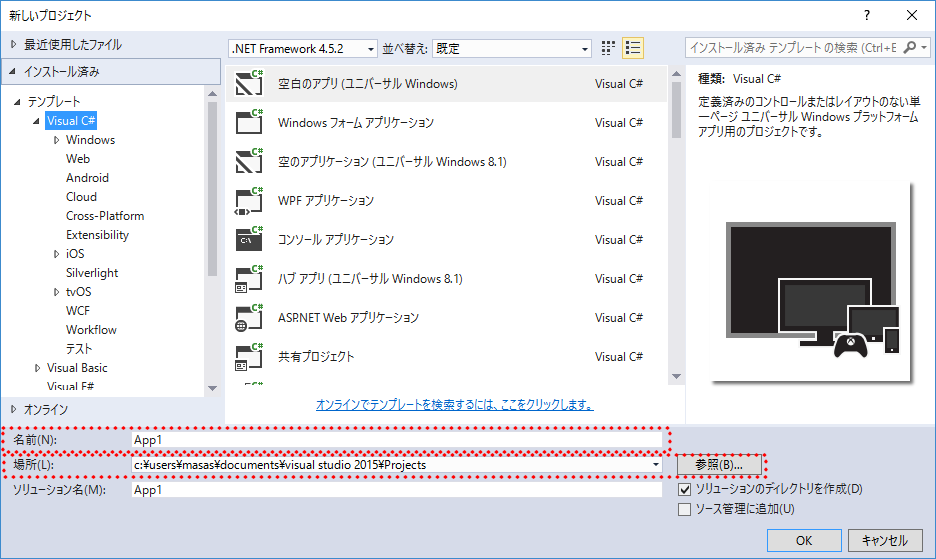 新しいプロジェクト
?
最近使用したファイル
.NET Framework 4.5.2
並べ替え: 既定
インストール済み テンプレート の検索 (Ctrl+E
インストール済み
テンプレート
Visual C#
Windows
Web
Android
Cloud
Cross-Platform
Extensibility
iOS
Silverlight
tvOS
WCF
Workflow
テスト
Visual Basic
Visual F#
オンライン
空白のアプリ (ユニバーサル Windows) Visual C#
Windows フォーム アプリケーション Visual C#
空のアプリケーション (ユニバーサル Windows 8.1) Visual C#
WPF アプリケーション Visual C#
コンソール アプリケーション Visual C#
ハブ アプリ (ユニバーサル Windows 8.1) Visual C#
ASP.NET Web アプリケーション Visual C#
共有プロジェクト Visual C#
オンラインでテンプレートを検索するには、ここをクリックします。
種類: Visual C#
定義済みのコントロールまたはレイアウトのない単
一ページ ユニバーサル Windows プラットフォーム
アプリ用のプロジェクトです。
名前(N): App1
場所(L): c:¥users¥masas¥documents¥visual studio 2015¥Projects
参照(B)...
ソリューション名(M): App1
ソリューションのディレクトリを作成(D)
ソース管理に追加(U)
OK
キャンセル